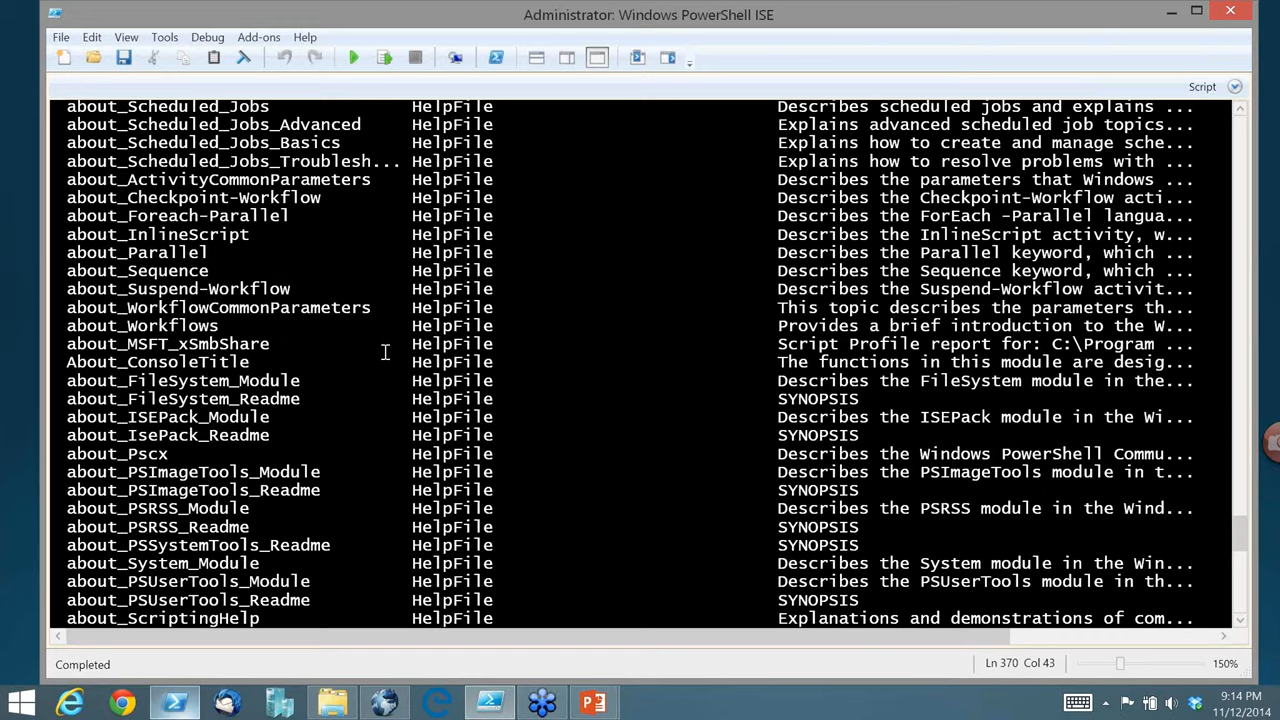 Administrator: Windows PowerShell ISE
File Edit View Tools Debug Add-ons Help
Script
about_Scheduled_Jobs HelpFile Describes scheduled jobs and explains ...
about_Scheduled_Jobs_Advanced HelpFile Explains advanced scheduled job topics...
about_Scheduled_Jobs_Basics HelpFile Explains how to create and manage sche...
about_Scheduled_Jobs_Troublesh... HelpFile Explains how to resolve problems with ...
about_ActivityCommonParameters HelpFile Describes the parameters that Windows ...
about_Checkpoint-Workflow HelpFile Describes the Checkpoint-Workflow acti...
about_Foreach-Parallel HelpFile Describes the ForEach -Parallel langua...
about_InlineScript HelpFile Describes the InlineScript activity, w...
about_Parallel HelpFile Describes the Parallel keyword, which ...
about_Sequence HelpFile Describes the Sequence keyword, which ...
about_Suspend-Workflow HelpFile Describes the Suspend-Workflow activit...
about_WorkflowCommonParameters HelpFile This topic describes the parameters th...
about_Workflows HelpFile Provides a brief introduction to the W...
about_MSFT_xSmbShare HelpFile Script Profile report for: C:\Program ...
About_ConsoleTitle HelpFile The functions in this module are desig...
about_FileSystem_Module HelpFile Describes the FileSystem module in the...
about_FileSystem_Readme HelpFile SYNOPSIS
about_ISEPack_Module HelpFile Describes the ISEPack module in the Wi...
about_IsePack_Readme HelpFile SYNOPSIS
about_Pscx HelpFile Describes the Windows PowerShell Commu...
about_PSImageTools_Module HelpFile Describes the PSImageTools module in t...
about_PSImageTools_Readme HelpFile SYNOPSIS
about_PSRSS_Module HelpFile Describes the PSRSS module in the Wind...
about_PSRSS_Readme HelpFile SYNOPSIS
about_PSSystemTools_Readme HelpFile SYNOPSIS
about_System_Module HelpFile Describes the System module in the Win...
about_PSUserTools_Module HelpFile Describes the PSUserTools module in th...
about_PSUserTools_Readme HelpFile SYNOPSIS
about_ScriptingHelp HelpFile Explanations and demonstrations of com...
Completed Ln 370 Col 43 150%
9:14 PM
11/12/2014